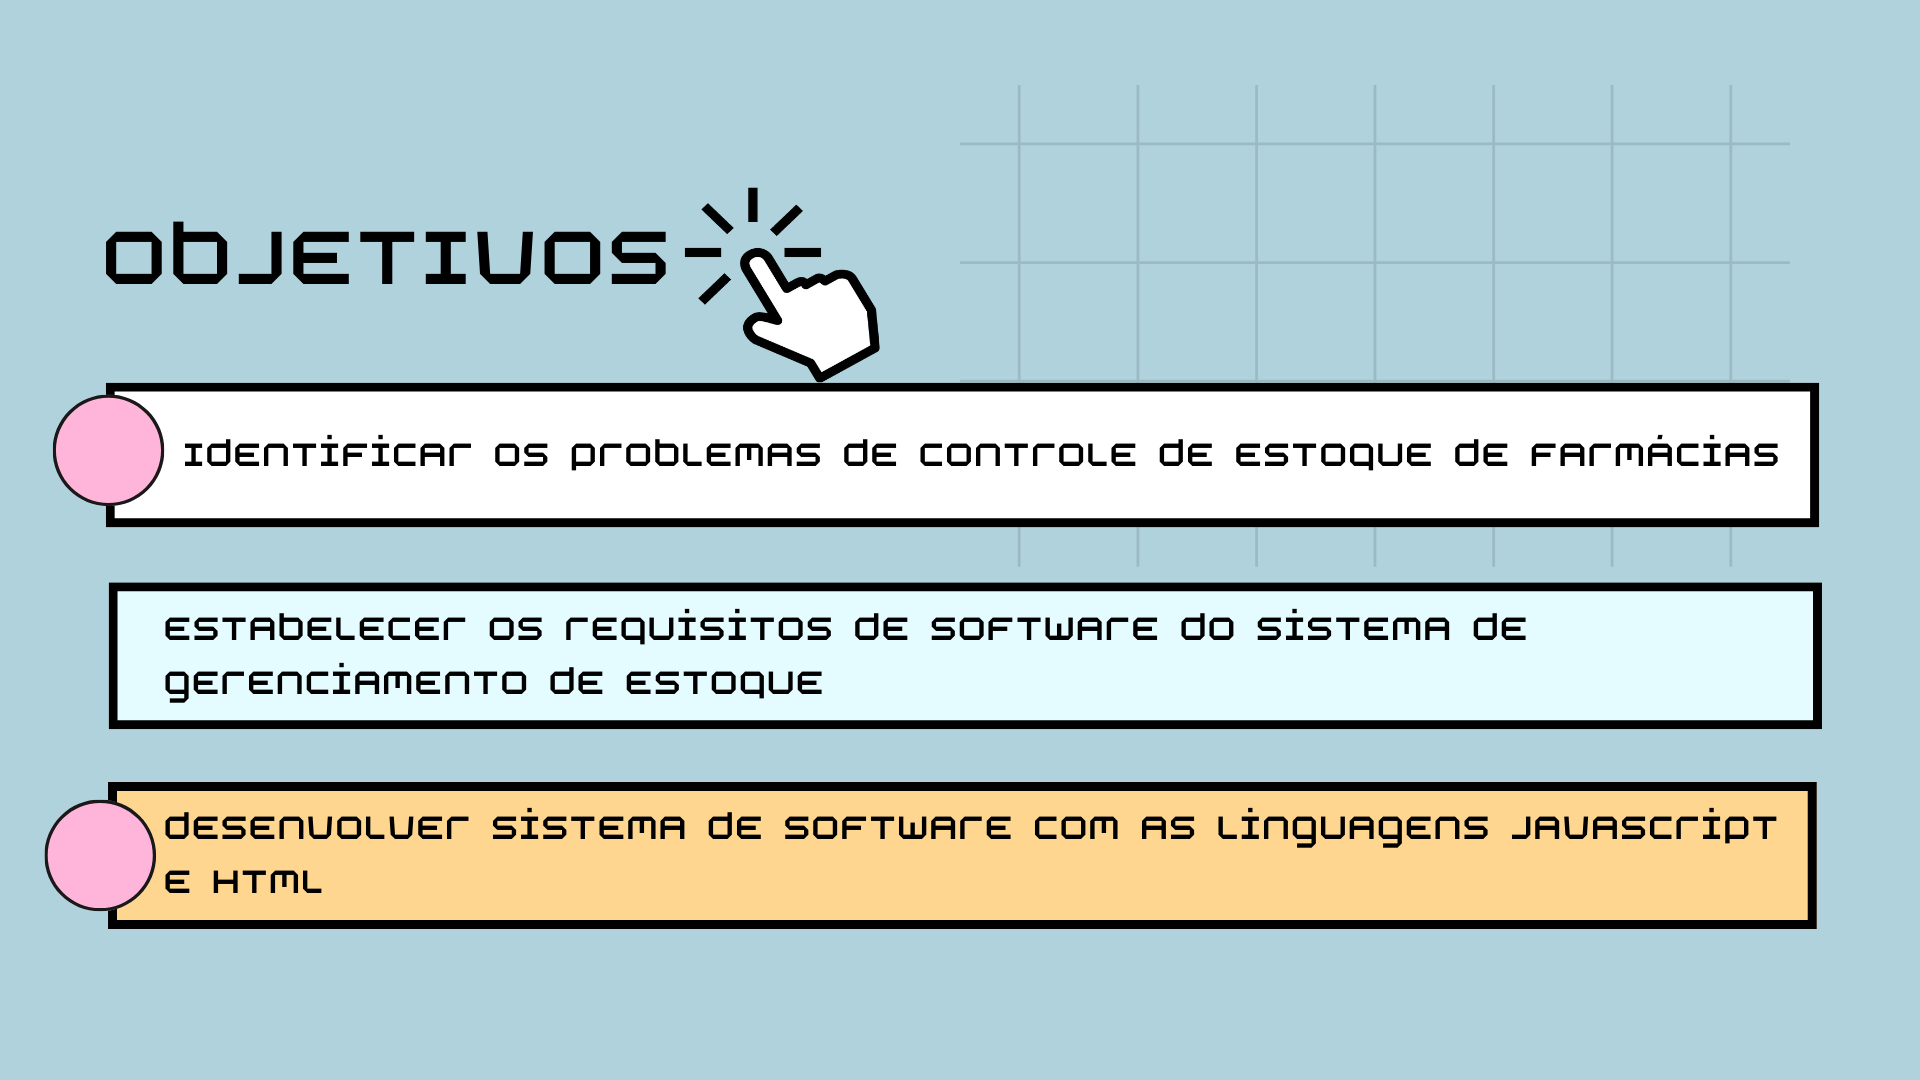 Objetivos
Identificar os problemas de controle de estoque de farmácias
Estabelecer os requisitos de software do sistema de
gerenciamento de estoque
Desenvolver sistema de software com as linguagens JavaScript
e HTML